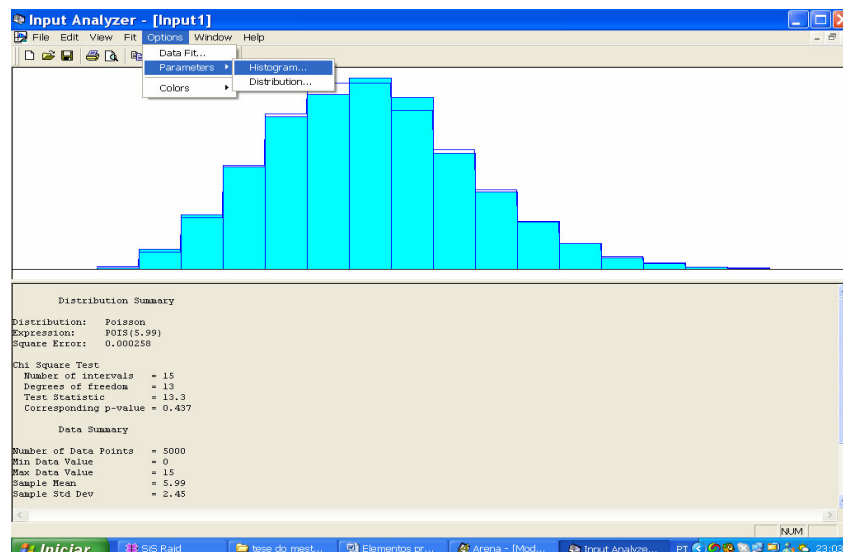 Input Analyzer - [Input1]
File Edit View Fit Options Window Help
Data Fit...
Parameters
Histogram...
Distribution...
Colors
Distribution Summary
Distribution: Poisson
Expression: POIS(5.99)
Square Error: 0.000258
Chi Square Test
Number of intervals = 15
Degrees of freedom = 13
Test Statistic = 13.3
Corresponding p-value = 0.437
Data Summary
Number of Data Points = 5000
Min Data Value = 0
Max Data Value = 15
Sample Mean = 5.99
Sample Std Dev = 2.45
NUM
Iniciar SIS Raid tese do mest... Elementos pr... Arena - [Mod... Input Analyze... PT 23:03